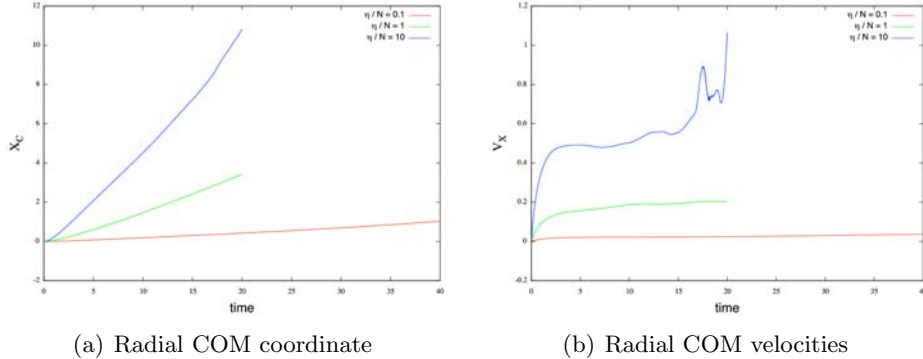 12
10
8
6
4
2
0
-2
X_C
0 5 10 15 20 25 30 35 40
time
η / N = 0.1
η / N = 1
η / N = 10
(a) Radial COM coordinate
1.2
1
0.8
0.6
0.4
0.2
0
-0.2
V_X
0 5 10 15 20 25 30 35 40
time
η / N = 0.1
η / N = 1
η / N = 10
(b) Radial COM velocities